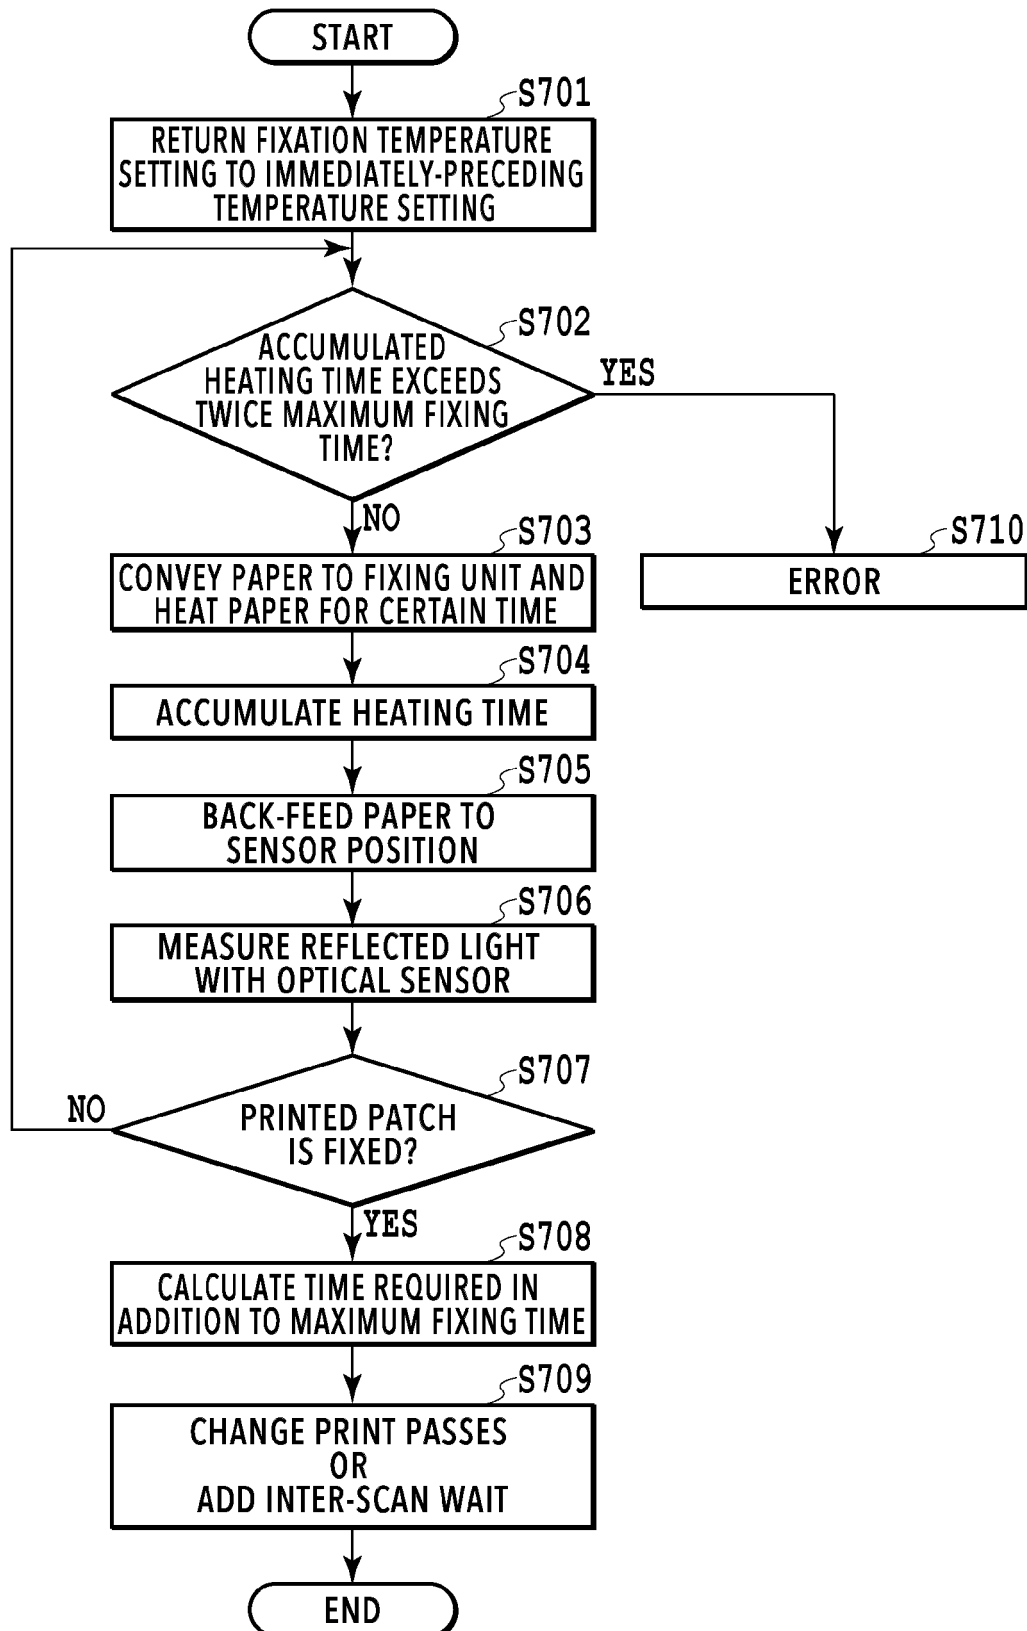 START
S701
RETURN FIXATION TEMPERATURE
SETTING TO IMMEDIATELY-PRECEDING
TEMPERATURE SETTING
S702
ACCUMULATED
HEATING TIME EXCEEDS
TWICE MAXIMUM FIXING
TIME?
YES
NO
S703
CONVEY PAPER TO FIXING UNIT AND
HEAT PAPER FOR CERTAIN TIME
S710
ERROR
S704
ACCUMULATE HEATING TIME
S705
BACK-FEED PAPER TO
SENSOR POSITION
S706
MEASURE REFLECTED LIGHT
WITH OPTICAL SENSOR
S707
NO
PRINTED PATCH
IS FIXED?
YES
S708
CALCULATE TIME REQUIRED IN
ADDITION TO MAXIMUM FIXING TIME
S709
CHANGE PRINT PASSES
OR
ADD INTER-SCAN WAIT
END